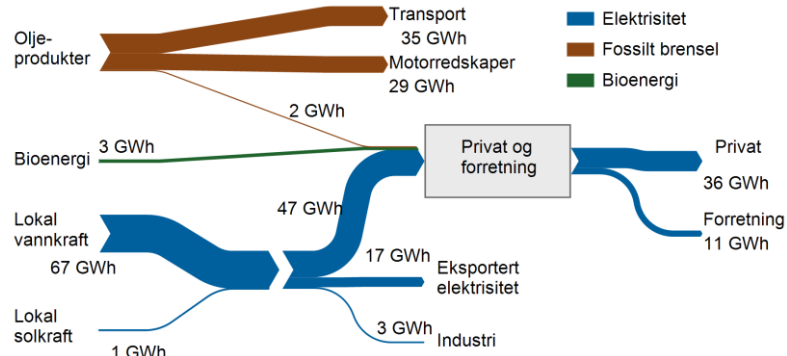 Olje-
produkter
Transport
35 GWh
Motorredskaper
29 GWh
2 GWh
Elektrisitet
Fossilt brensel
Bioenergi
Bioenergi
3 GWh
Privat og
forretning
Privat
36 GWh
Forretning
11 GWh
Lokal
vannkraft
67 GWh
47 GWh
17 GWh
Eksportert
elektrisitet
Lokal
solkraft
1 GWh
3 GWh
Industri